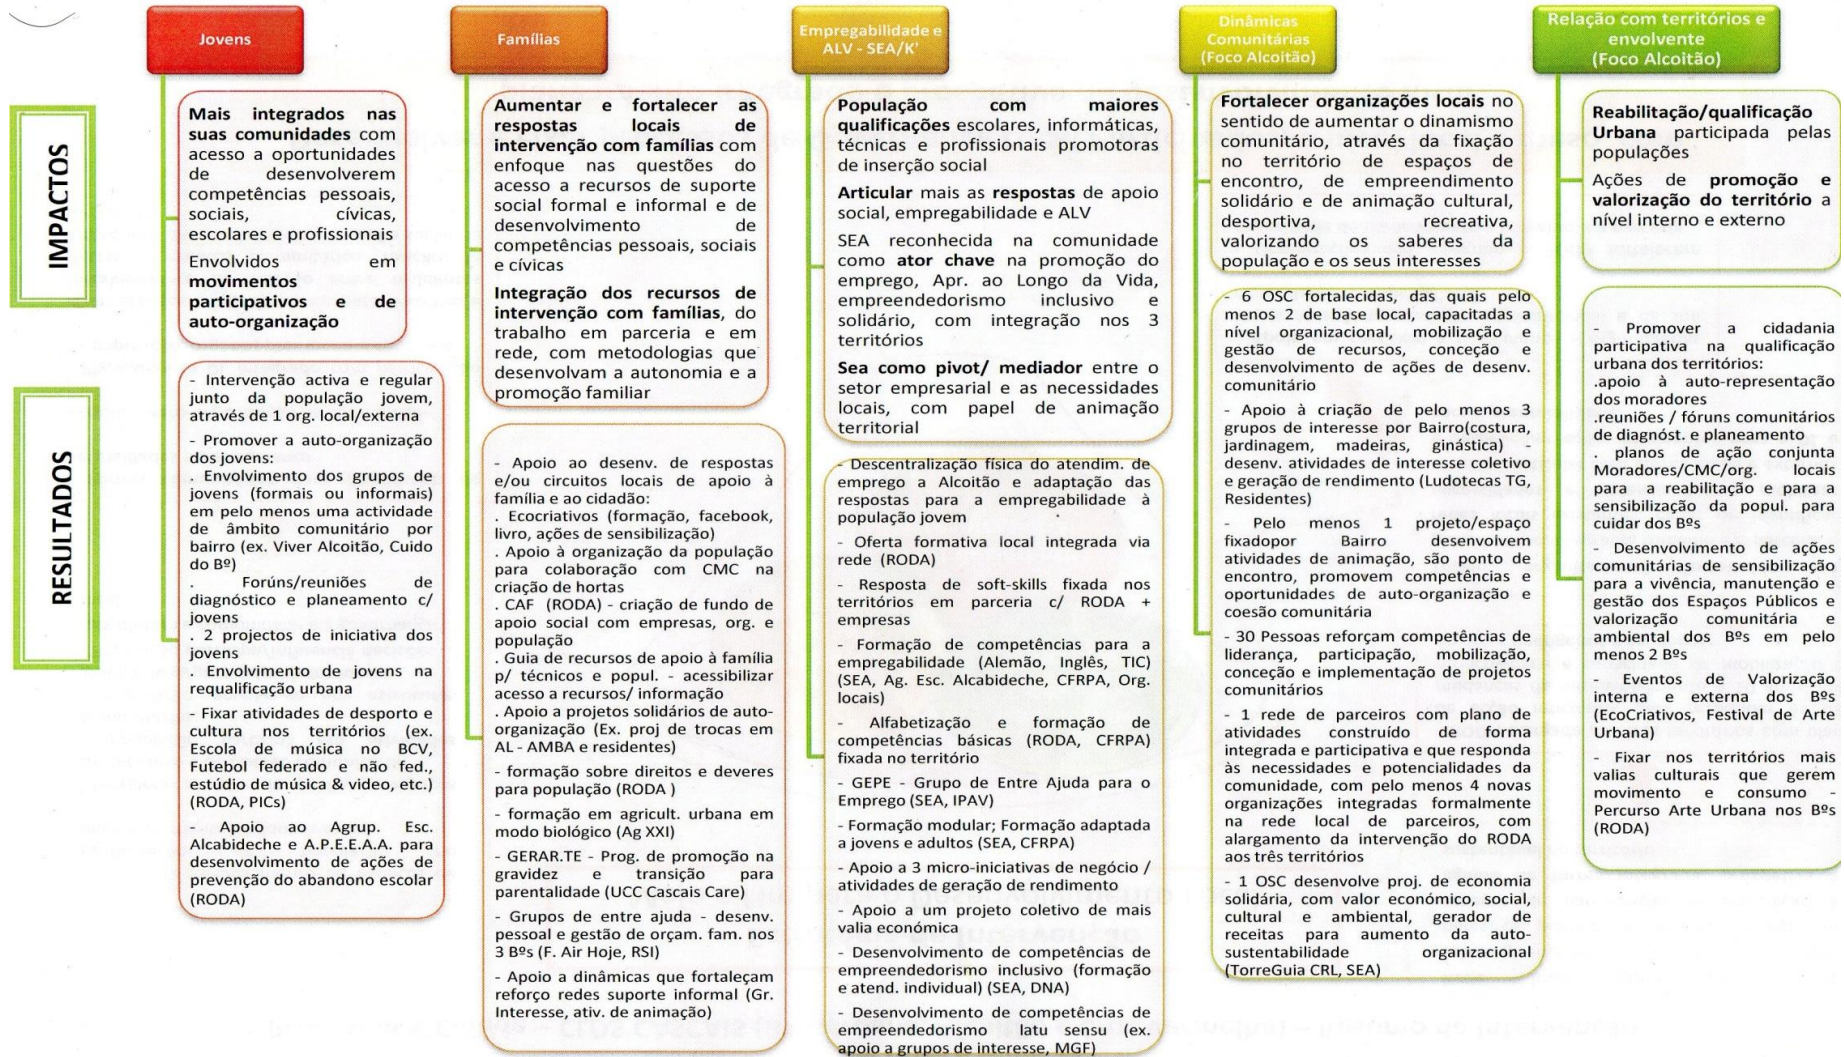 Jovens
Famílias
Empregabilidade e
ALV - SEA/K'
Dinâmicas
Comunitárias
(Foco Alcoitão)
Relação com territórios e
envolvente
(Foco Alcoitão)
IMPACTOS
Mais integrados nas
suas comunidades com
acesso a oportunidades
de desenvolverem
competências pessoais,
sociais, cívicas,
escolares e profissionais
Envolvidos em
movimentos
participativos e de
auto-organização
Aumentar e fortalecer as
respostas locais de
intervenção com famílias com
enfoque nas questões do
acesso a recursos de suporte
social formal e informal e de
desenvolvimento de
competências pessoais, sociais
e cívicas
Integração dos recursos de
intervenção com famílias, do
trabalho em parceria e em
rede, com metodologias que
desenvolvam a autonomia e a
promoção familiar
População com maiores
qualificações escolares, informáticas,
técnicas e profissionais promotoras
de inserção social
Articular mais as respostas de apoio
social, empregabilidade e ALV
SEA reconhecida na comunidade
como ator chave na promoção do
emprego, Apr. ao Longo da Vida,
empreendedorismo inclusivo e
solidário, com integração nos 3
territórios
Sea como pivot/ mediador entre o
setor empresarial e as necessidades
locais, com papel de animação
territorial
Fortalecer organizações locais no
sentido de aumentar o dinamismo
comunitário, através da fixação
no território de espaços de
encontro, de empreendimento
solidário e de animação cultural,
desportiva, recreativa,
valorizando os saberes da
população e os seus interesses
Reabilitação/qualificação
Urbana participada pelas
populações
Ações de promoção e
valorização do território a
nível interno e externo
RESULTADOS
- Intervenção activa e regular
junto da população jovem,
através de 1 org. local/externa
- Promover a auto-organização
dos jovens:
. Envolvimento dos grupos de
jovens (formais ou informais)
em pelo menos uma actividade
de âmbito comunitário por
bairro (ex. Viver Alcoitão, Cuido
do Bº)
. Forúns/reuniões de
diagnóstico e planeamento c/
jovens
. 2 projectos de iniciativa dos
jovens
. Envolvimento de jovens na
requalificação urbana
- Fixar atividades de desporto e
cultura nos territórios (ex.
Escola de música no BCV,
Futebol federado e não fed.,
estúdio de música & video, etc.)
(RODA, PICs)
- Apoio ao Agrup. Esc.
Alcabideche e A.P.E.E.A.A. para
desenvolvimento de ações de
prevenção do abandono escolar
(RODA)
- Apoio ao desenv. de respostas
e/ou circuitos locais de apoio à
família e ao cidadão:
. Ecocriativos (formação, facebook,
livro, ações de sensibilização)
. Apoio à organização da população
para colaboração com CMC na
criação de hortas
. CAF (RODA) - criação de fundo de
apoio social com empresas, org. e
população
. Guia de recursos de apoio à família
p/ técnicos e popul. - acessibilizar
acesso a recursos/ informação
. Apoio a projetos solidários de auto-
organização (Ex. proj de trocas em
AL - AMBA e residentes)
- formação sobre direitos e deveres
para população (RODA )
- formação em agricult. urbana em
modo biológico (Ag XXI)
- GERAR.TE - Prog. de promoção na
gravidez e transição para
parentalidade (UCC Cascais Care)
- Grupos de entre ajuda - desenv.
pessoal e gestão de orçam. fam. nos
3 Bºs (F. Air Hoje, RSI)
- Apoio a dinâmicas que fortaleçam
reforço redes suporte informal (Gr.
Interesse, ativ. de animação)
- Descentralização física do atendim. de
emprego a Alcoitão e adaptação das
respostas para a empregabilidade à
população jovem
- Oferta formativa local integrada via
rede (RODA)
- Resposta de soft-skills fixada nos
territórios em parceria c/ RODA +
empresas
- Formação de competências para a
empregabilidade (Alemão, Inglês, TIC)
(SEA, Ag. Esc. Alcabideche, CFRPA, Org.
locais)
- Alfabetização e formação de
competências básicas (RODA, CFRPA)
fixada no território
- GEPE - Grupo de Entre Ajuda para o
Emprego (SEA, IPAV)
- Formação modular; Formação adaptada
a jovens e adultos (SEA, CFRPA)
- Apoio a 3 micro-iniciativas de negócio /
atividades de geração de rendimento
- Apoio a um projeto coletivo de mais
valia económica
- Desenvolvimento de competências de
empreendedorismo inclusivo (formação
e atend. individual) (SEA, DNA)
- Desenvolvimento de competências de
empreendedorismo latu sensu (ex.
apoio a grupos de interesse, MGF)
- 6 OSC fortalecidas, das quais pelo
menos 2 de base local, capacitadas a
nível organizacional, mobilização e
gestão de recursos, conceção e
desenvolvimento de ações de desenv.
comunitário
- Apoio à criação de pelo menos 3
grupos de interesse por Bairro(costura,
jardinagem, madeiras, ginástica) -
desenv. atividades de interesse coletivo
e geração de rendimento (Ludotecas TG,
Residentes)
- Pelo menos 1 projeto/espaço
fixadopor Bairro desenvolvem
atividades de animação, são ponto de
encontro, promovem competências e
oportunidades de auto-organização e
coesão comunitária
- 30 Pessoas reforçam competências de
liderança, participação, mobilização,
conceção e implementação de projetos
comunitários
- 1 rede de parceiros com plano de
atividades construído de forma
integrada e participativa e que responda
às necessidades e potencialidades da
comunidade, com pelo menos 4 novas
organizações integradas formalmente
na rede local de parceiros, com
alargamento da intervenção do RODA
aos três territórios
- 1 OSC desenvolve proj. de economia
solidária, com valor económico, social,
cultural e ambiental, gerador de
receitas para aumento da auto-
sustentabilidade organizacional
(TorreGuia CRL, SEA)
- Promover a cidadania
participativa na qualificação
urbana dos territórios:
.apoio à auto-representação
dos moradores
.reuniões / fóruns comunitários
de diagnóst. e planeamento
. planos de ação conjunta
Moradores/CMC/org. locais
para a reabilitação e para a
sensibilização da popul. para
cuidar dos Bºs
- Desenvolvimento de ações
comunitárias de sensibilização
para a vivência, manutenção e
gestão dos Espaços Públicos e
valorização comunitária e
ambiental dos Bºs em pelo
menos 2 Bºs
- Eventos de Valorização
interna e externa dos Bºs
(EcoCriativos, Festival de Arte
Urbana)
- Fixar nos territórios mais
valias culturais que gerem
movimento e consumo -
Percurso Arte Urbana nos Bºs
(RODA)